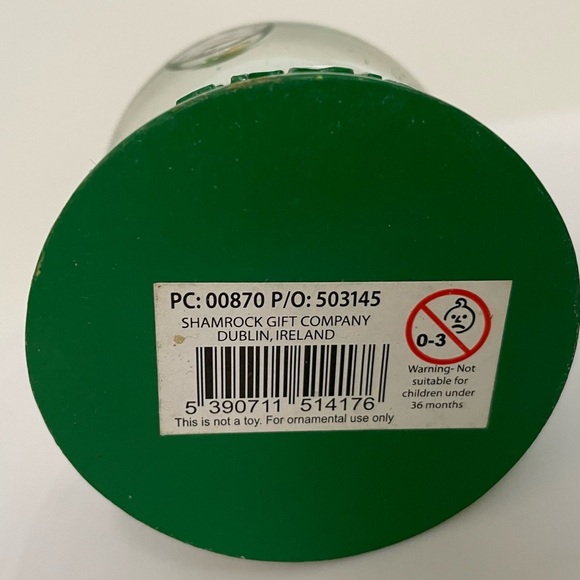 PC: 00870 P/O: 503145
SHAMROCK GIFT COMPANY
DUBLIN, IRELAND
5 390711 514176
This is not a toy. For ornamental use only
0-3
Warning- Not
suitable for
children under
36 months